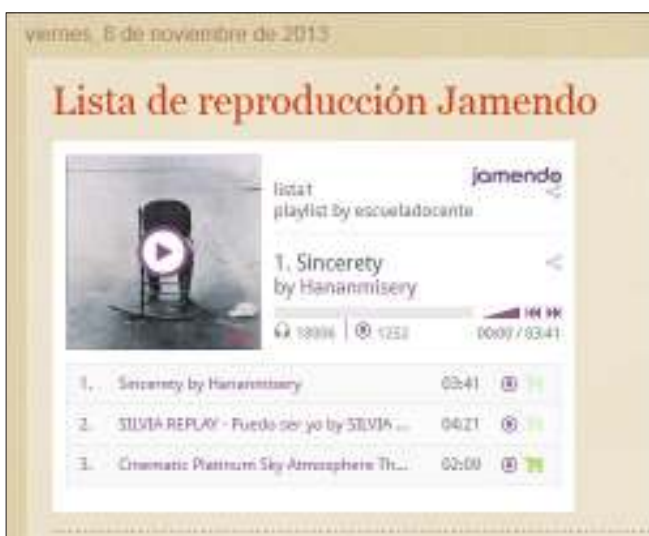 viernes, 8 de noviembre de 2013
Lista de reproducción Jamendo
jamendo
lista1
playlist by escueladocente
1. Sincerety
by Hananmisery
1252
00:00 / 03:41
1. Sincerety by Hananmisery 03:41
2. SILVIA REPLAY - Puedo ser yo by SILVIA ... 04:21
3. Cinematic Platinum Sky Atmosphere Th... 02:00